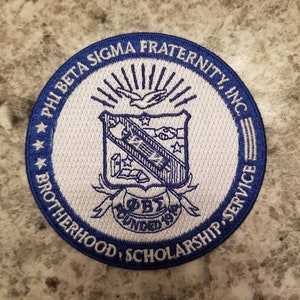 PHI BETA SIGMA FRATERNITY, INC.
ΦΒΣ
FOUNDED 1914
BROTHERHOOD, SCHOLARSHIP, SERVICE